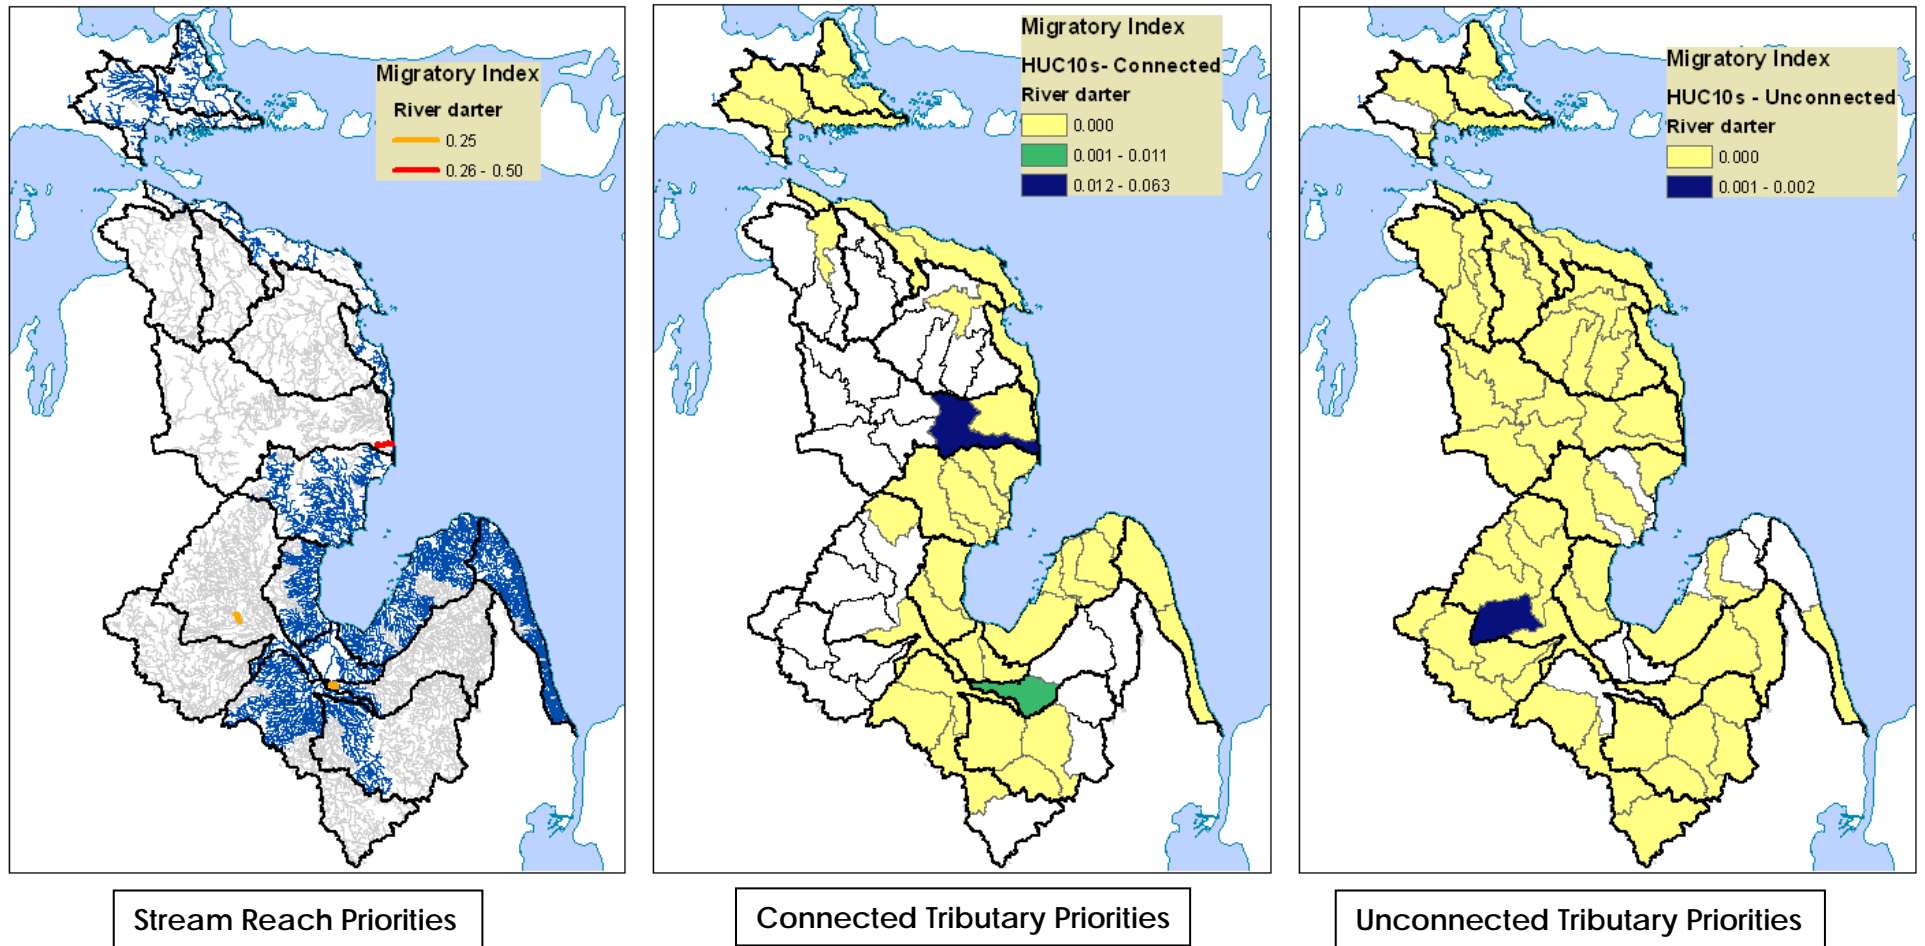 Migratory Index
River darter
0.25
0.26 - 0.50
Stream Reach Priorities
Migratory Index
HUC10s- Connected
River darter
0.000
0.001 - 0.011
0.012 - 0.063
Connected Tributary Priorities
Migratory Index
HUC10s - Unconnected
River darter
0.000
0.001 - 0.002
Unconnected Tributary Priorities